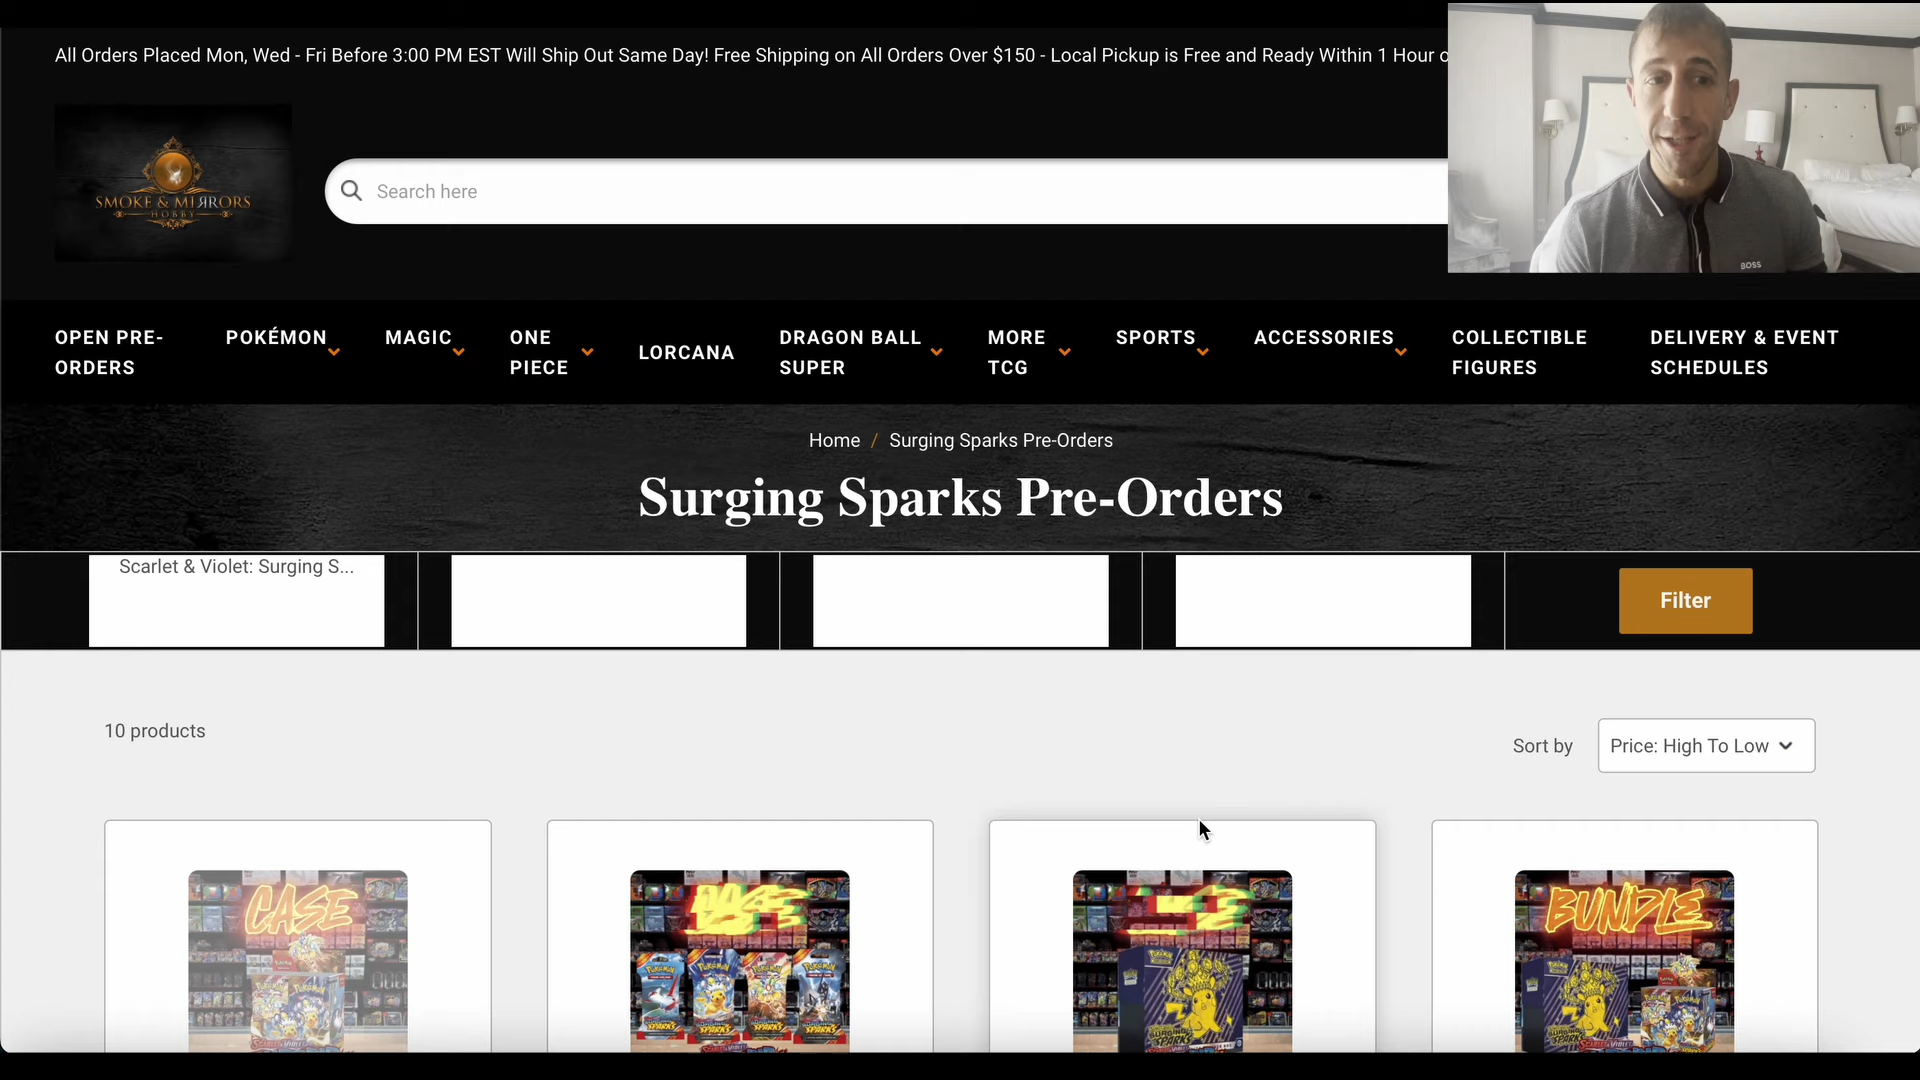 All Orders Placed Mon, Wed - Fri Before 3:00 PM EST Will Ship Out Same Day! Free Shipping on All Orders Over $150 - Local Pickup is Free and Ready Within 1 Hour
SMOKE & MIЯRORS
HOBBY
Search here
BOSS
OPEN PRE-
ORDERS
POKÉMON
MAGIC
ONE
PIECE
LORCANA
DRAGON BALL
SUPER
MORE
TCG
SPORTS
ACCESSORIES
COLLECTIBLE
FIGURES
DELIVERY & EVENT
SCHEDULES
Home / Surging Sparks Pre-Orders
Surging Sparks Pre-Orders
Scarlet & Violet: Surging S...
Filter
10 products
Sort by
Price: High To Low
CASE
BUNDLE